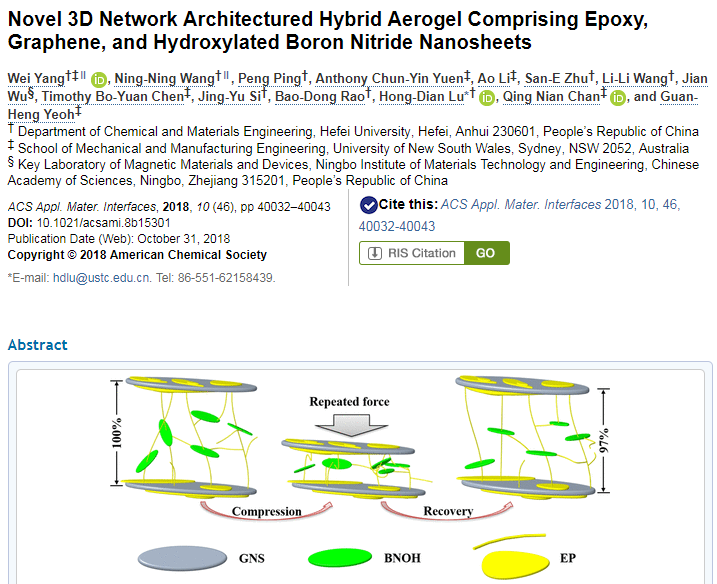 Novel 3D Network Architectured Hybrid Aerogel Comprising Epoxy,
Graphene, and Hydroxylated Boron Nitride Nanosheets
Wei Yang†‡∥ iD, Ning-Ning Wang†∥, Peng Ping†, Anthony Chun-Yin Yuen‡, Ao Li‡, San-E Zhu†, Li-Li Wang†, Jian
Wu§, Timothy Bo-Yuan Chen‡, Jing-Yu Si†, Bao-Dong Rao†, Hong-Dian Lu*† iD, Qing Nian Chan‡ iD, and Guan-
Heng Yeoh‡
† Department of Chemical and Materials Engineering, Hefei University, Hefei, Anhui 230601, People's Republic of China
‡ School of Mechanical and Manufacturing Engineering, University of New South Wales, Sydney, NSW 2052, Australia
§ Key Laboratory of Magnetic Materials and Devices, Ningbo Institute of Materials Technology and Engineering, Chinese
Academy of Sciences, Ningbo, Zhejiang 315201, People's Republic of China
ACS Appl. Mater. Interfaces, 2018, 10 (46), pp 40032–40043
DOI: 10.1021/acsami.8b15301
Publication Date (Web): October 31, 2018
Copyright © 2018 American Chemical Society
*E-mail: hdlu@ustc.edu.cn. Tel: 86-551-62158439.
Cite this: ACS Appl. Mater. Interfaces 2018, 10, 46,
40032-40043
RIS Citation GO
Abstract
100%
Repeated force
97%
Compression
Recovery
GNS
BNOH
EP